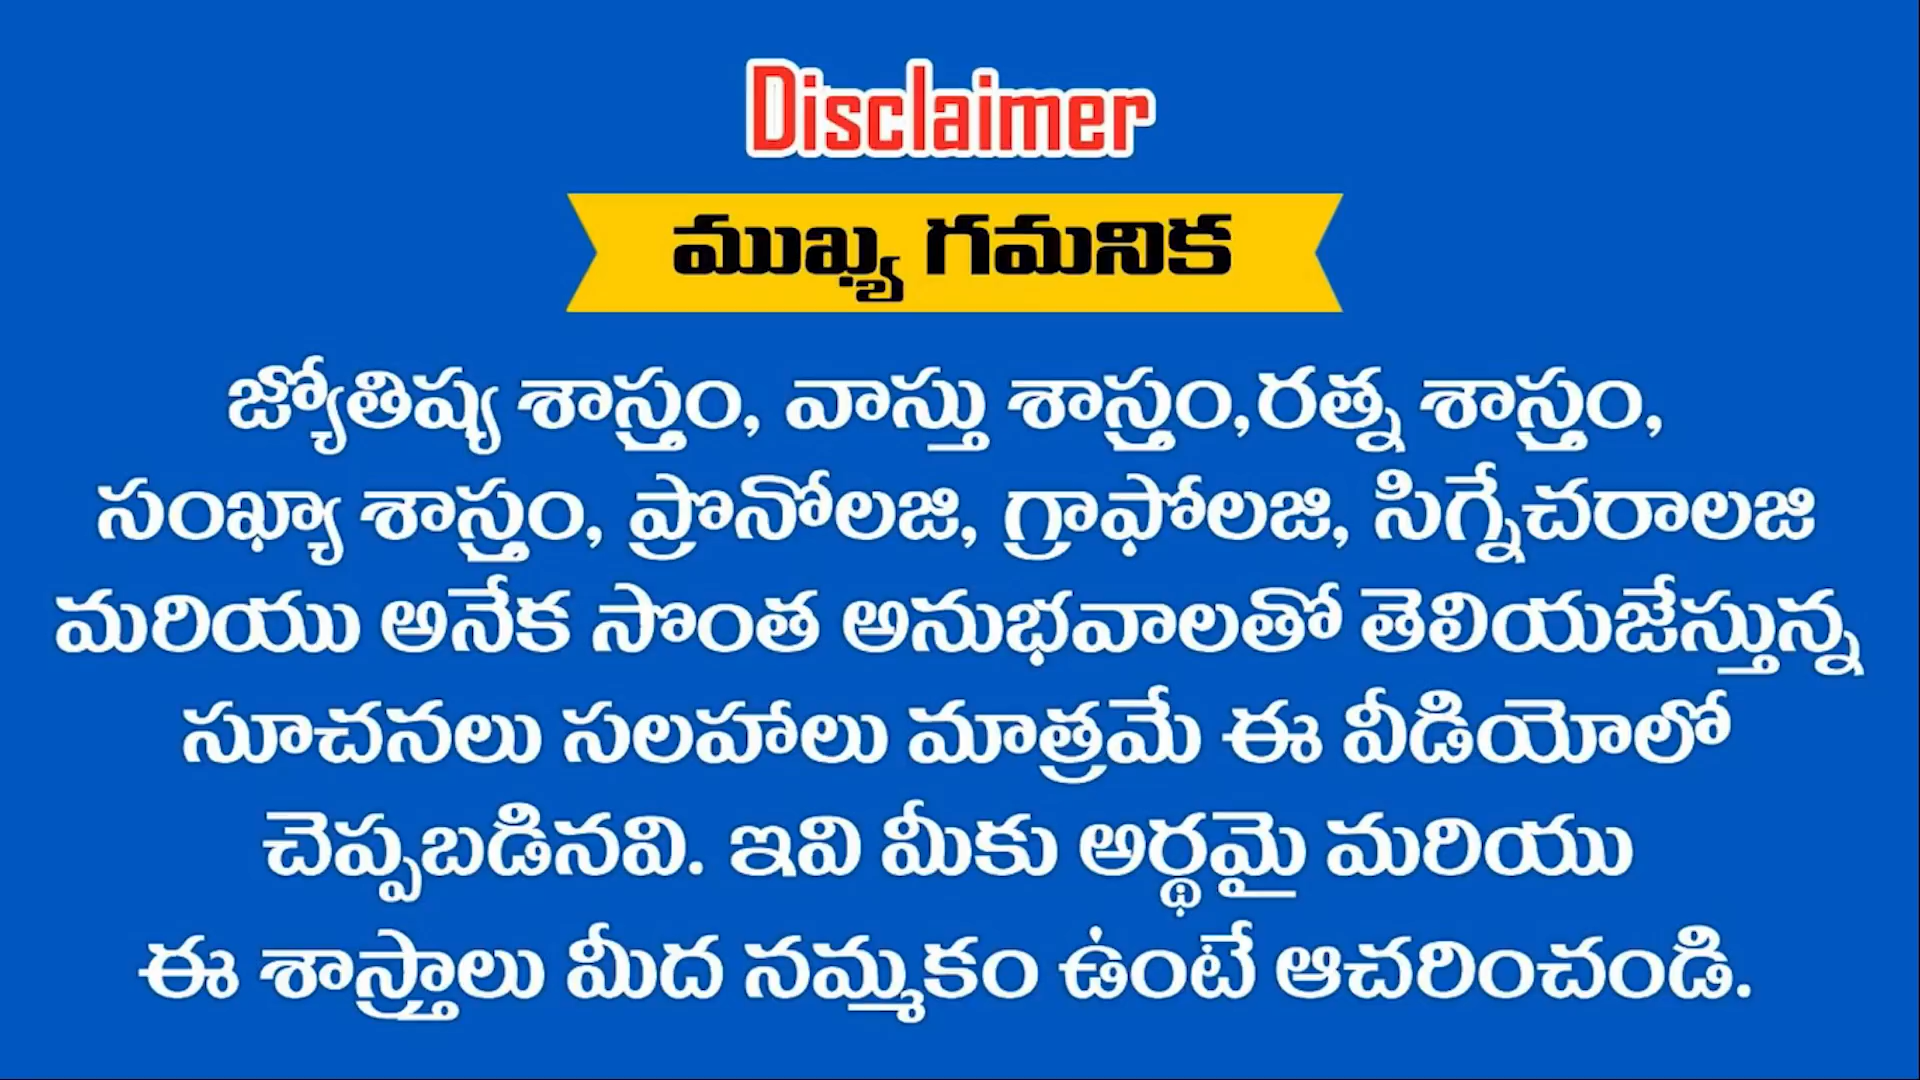 Disclaimer
ముఖ్య గమనిక
జ్యోతిష్య శాస్త్రం, వాస్తు శాస్త్రం,రత్న శాస్త్రం,
సంఖ్యా శాస్త్రం, ప్రొనోలజి, గ్రాఫోలజి, సిగ్నేచరాలజి
మరియు అనేక సొంత అనుభవాలతో తెలియజేస్తున్న
సూచనలు సలహాలు మాత్రమే ఈ వీడియోలో
చెప్పబడినవి. ఇవి మీకు అర్థమై మరియు
ఈ శాస్త్రాలు మీద నమ్మకం ఉంటే ఆచరించండి.